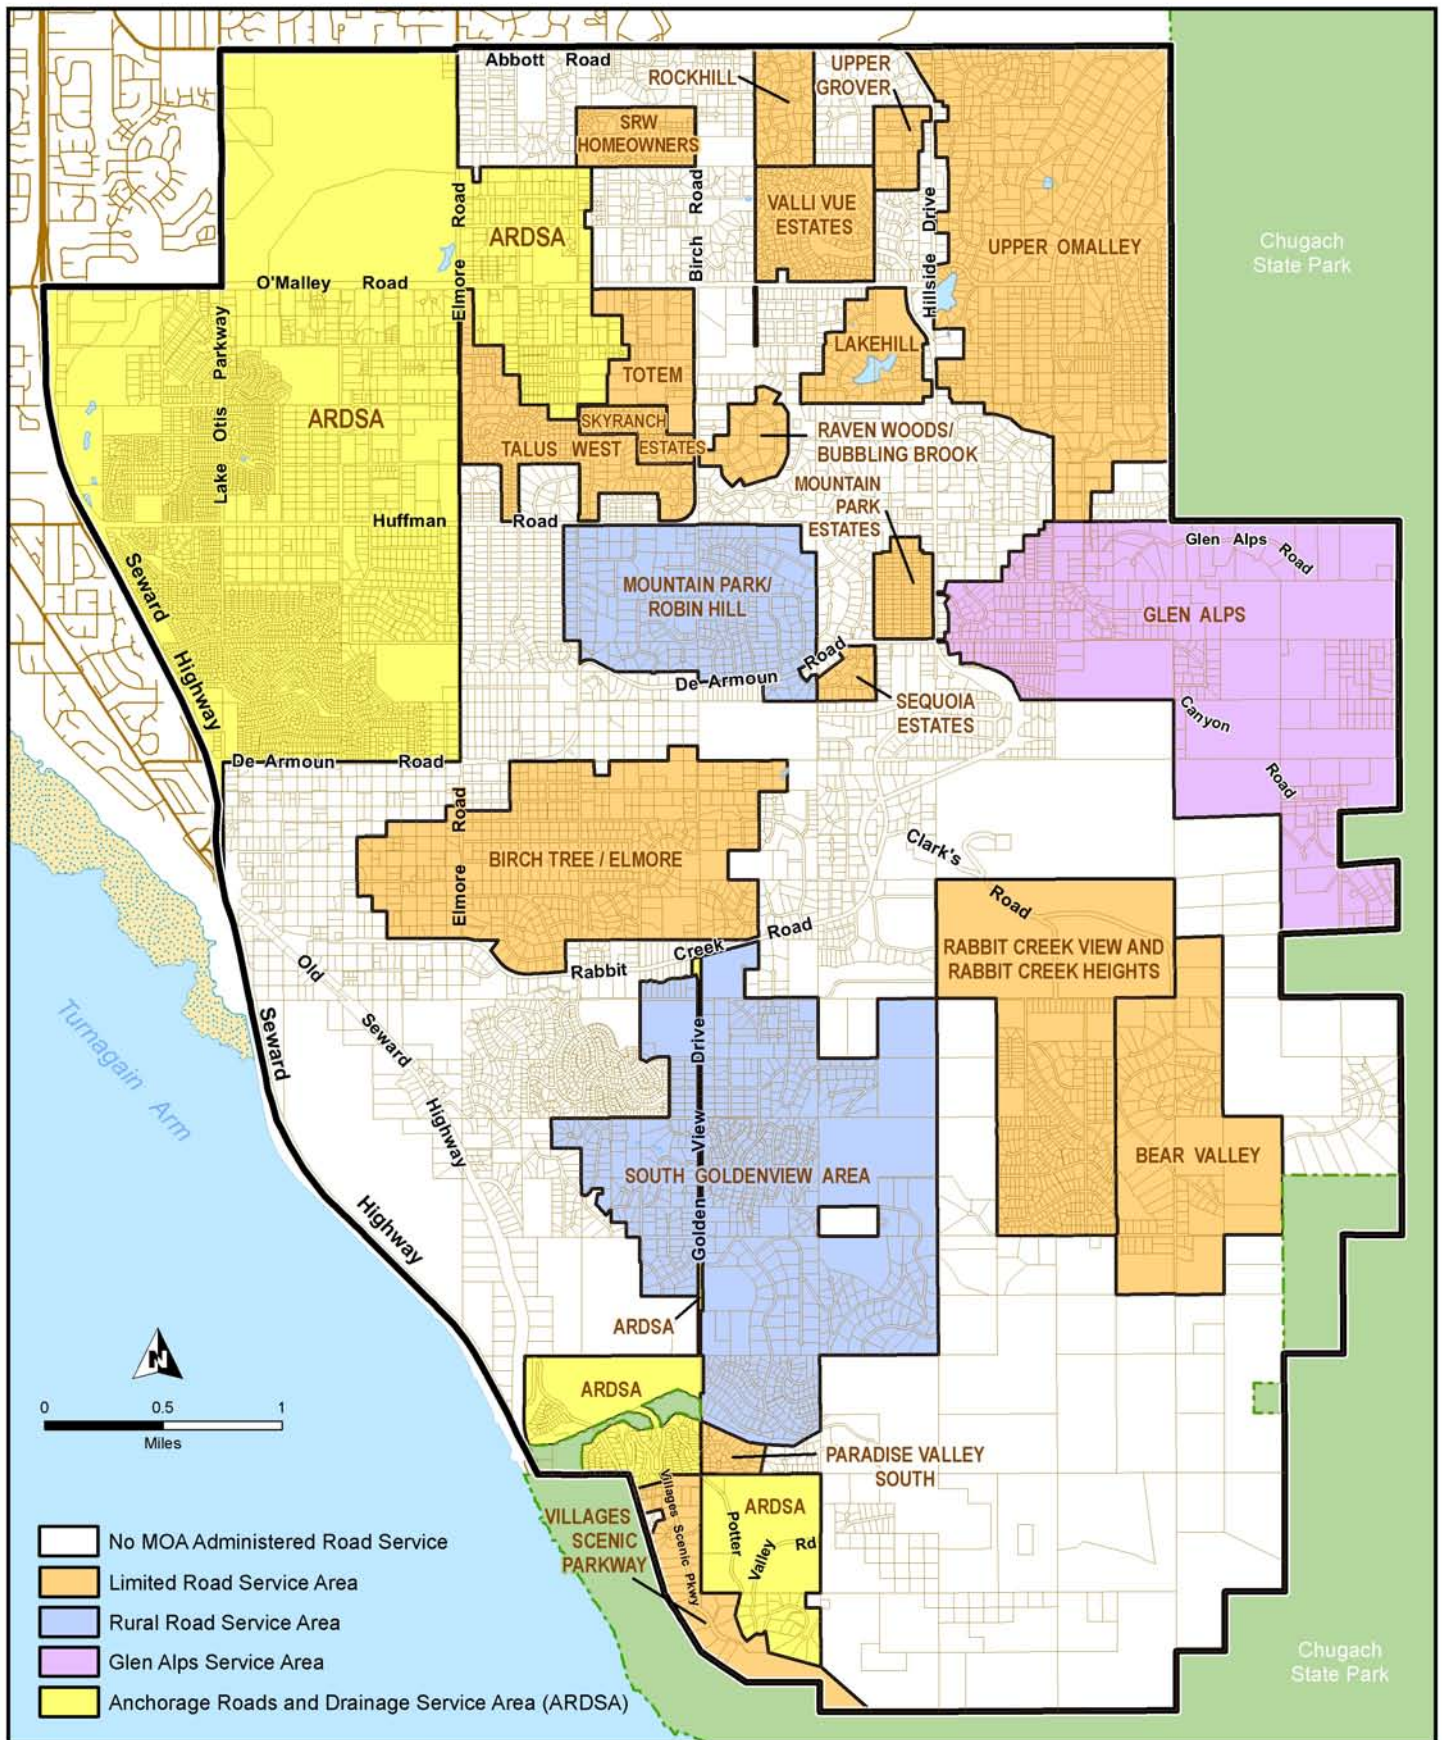 Abbott Road
ROCKHILL
UPPER
GROVER
SRW
HOMEOWNERS
Elmore Road
ARDSA
Birch Road
VALLI VUE
ESTATES
Hillside Drive
UPPER OMALLEY
Chugach
State Park
O'Malley Road
Lake Otis Parkway
ARDSA
TOTEM
LAKEHILL
SKYRANCH
ESTATES
TALUS WEST
RAVEN WOODS/
BUBBLING BROOK
MOUNTAIN
PARK
ESTATES
Huffman Road
Glen Alps Road
Seward Highway
MOUNTAIN PARK/
ROBIN HILL
GLEN ALPS
De Armoun Road
SEQUOIA
ESTATES
Canyon Road
De Armoun Road
Elmore Road
BIRCH TREE / ELMORE
Clark's Road
Rabbit Creek Road
RABBIT CREEK VIEW AND
RABBIT CREEK HEIGHTS
Old Seward Highway
Turnagain Arm
Seward Highway
Golden View Drive
SOUTH GOLDENVIEW AREA
BEAR VALLEY
ARDSA
ARDSA
PARADISE VALLEY
SOUTH
N
0 0.5 1
Miles
VILLAGES
SCENIC
PARKWAY
Villages Scenic Pkwy
ARDSA
Potter Valley Rd
Chugach
State Park
No MOA Administered Road Service
Limited Road Service Area
Rural Road Service Area
Glen Alps Service Area
Anchorage Roads and Drainage Service Area (ARDSA)